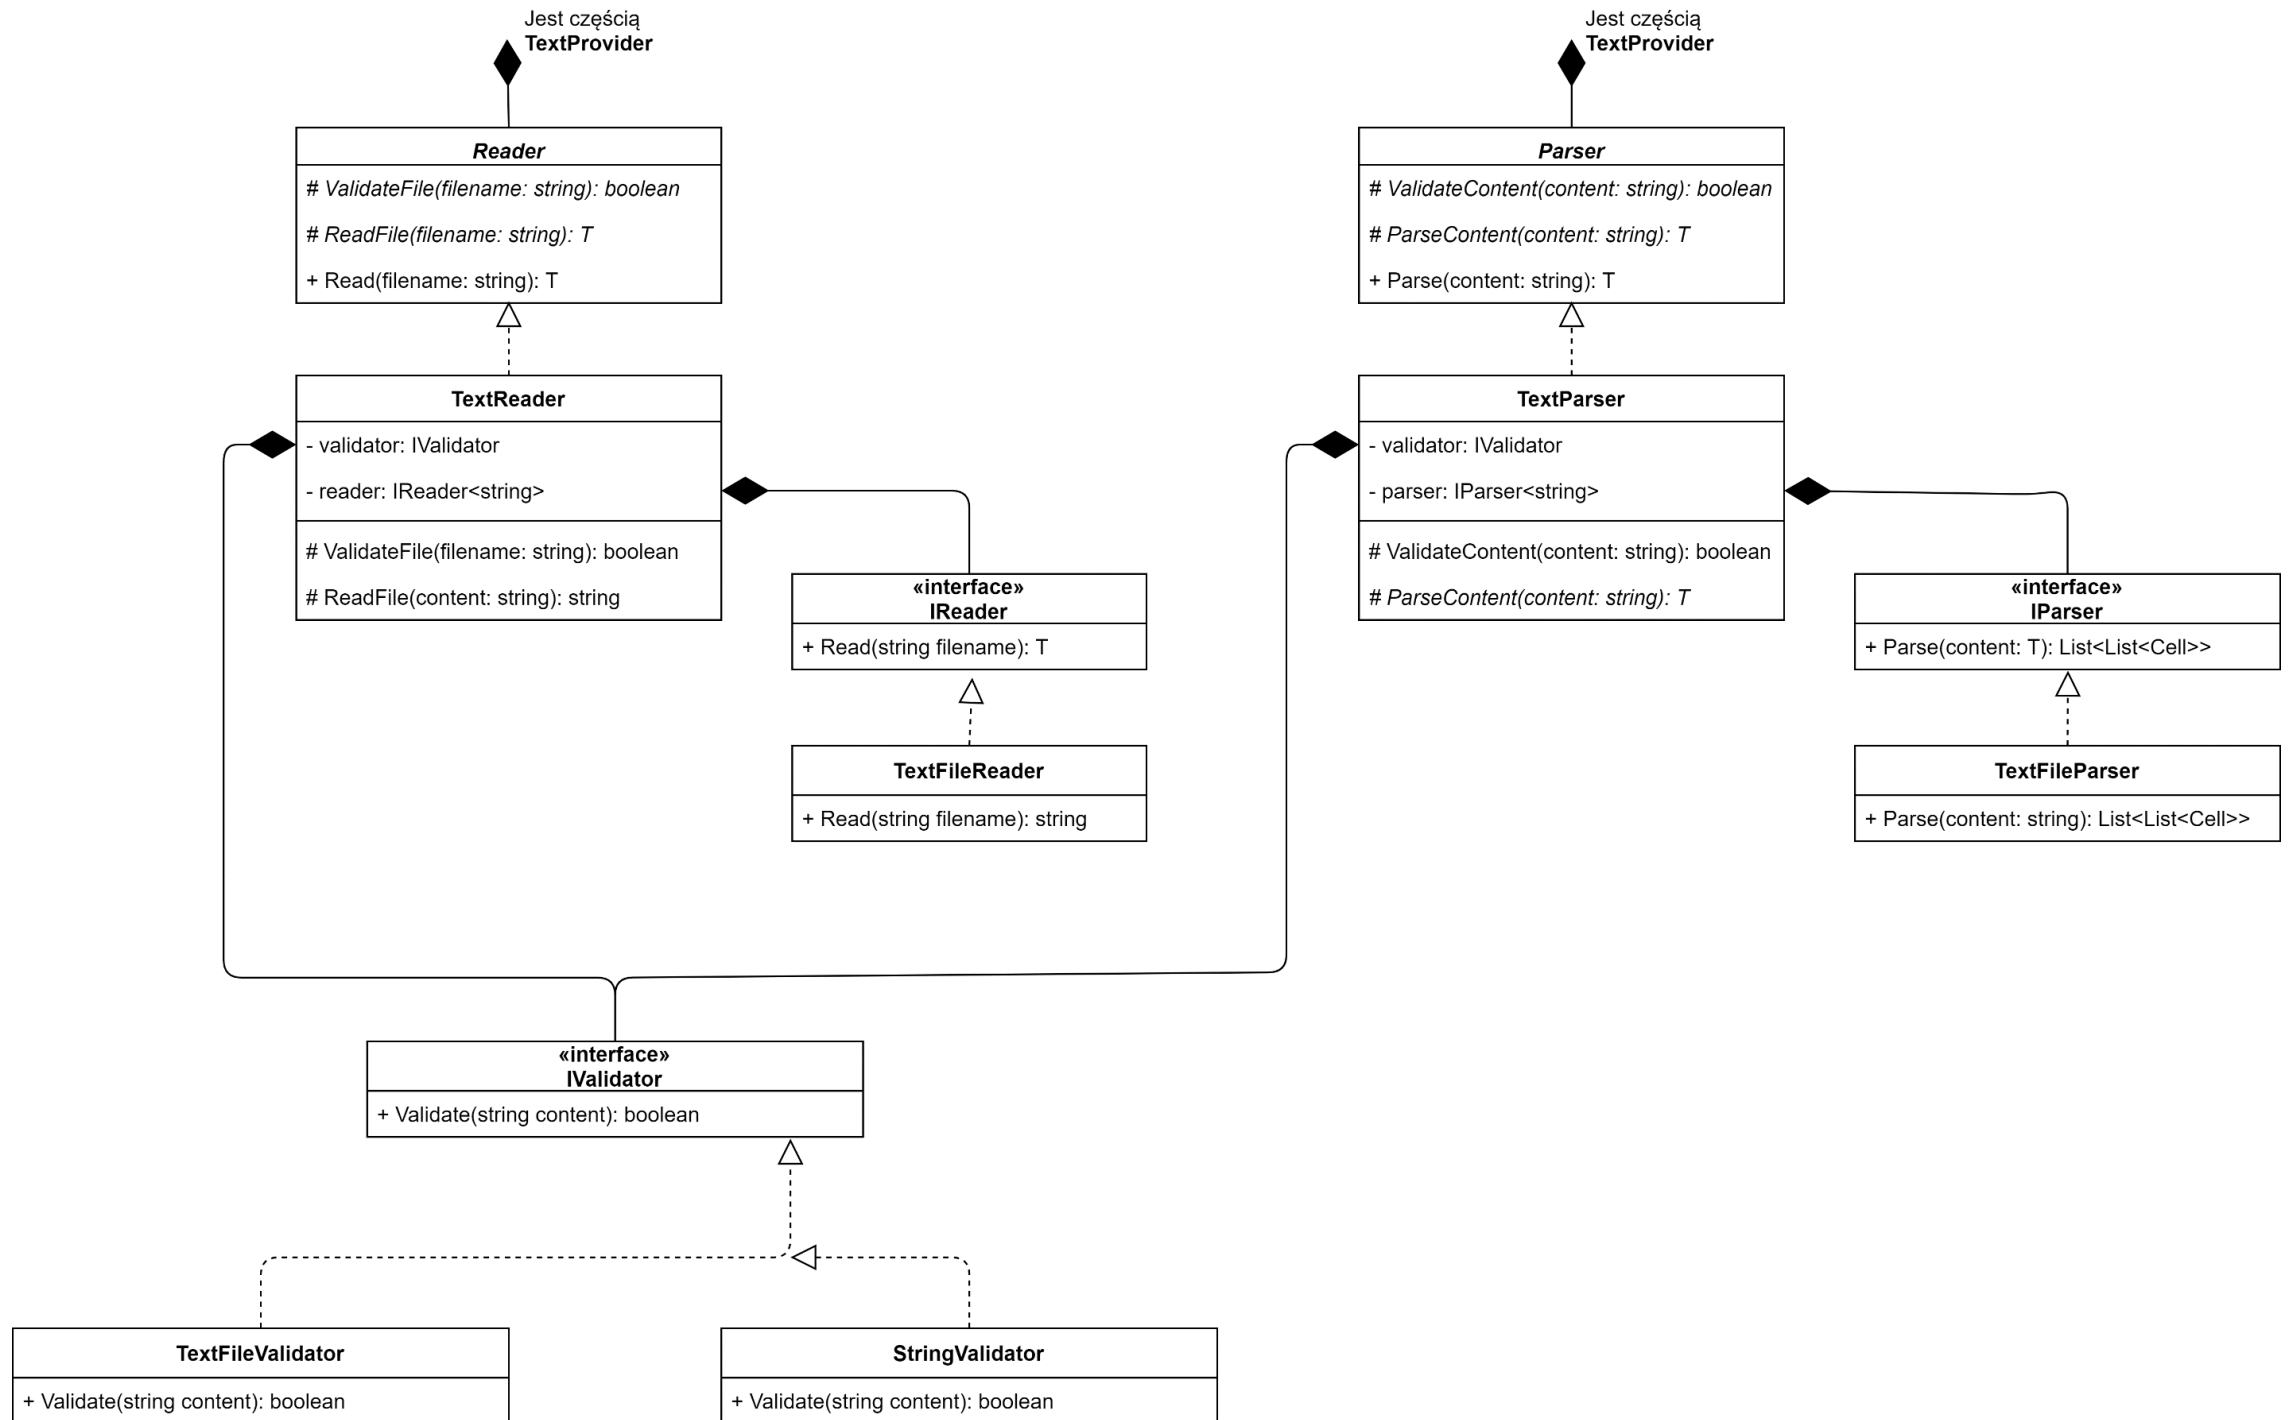 Jest częścią
TextProvider
Reader
# ValidateFile(filename: string): boolean
# ReadFile(filename: string): T
+ Read(filename: string): T
TextReader
- validator: IValidator
- reader: IReader<string>
# ValidateFile(filename: string): boolean
# ReadFile(content: string): string
«interface»
IReader
+ Read(string filename): T
TextFileReader
+ Read(string filename): string
Jest częścią
TextProvider
Parser
# ValidateContent(content: string): boolean
# ParseContent(content: string): T
+ Parse(content: string): T
TextParser
- validator: IValidator
- parser: IParser<string>
# ValidateContent(content: string): boolean
# ParseContent(content: string): T
«interface»
IParser
+ Parse(content: T): List<List<Cell>>
TextFileParser
+ Parse(content: string): List<List<Cell>>
«interface»
IValidator
+ Validate(string content): boolean
TextFileValidator
+ Validate(string content): boolean
StringValidator
+ Validate(string content): boolean